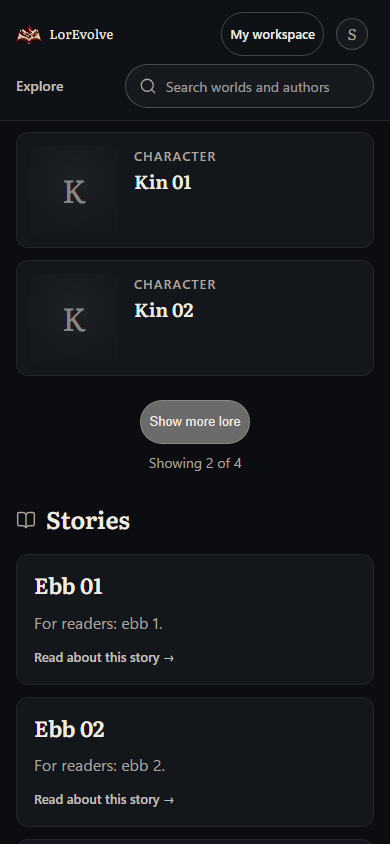 LorEvolve
My workspace
S
Explore
Search worlds and authors
K
CHARACTER
Kin 01
K
CHARACTER
Kin 02
Show more lore
Showing 2 of 4
Stories
Ebb 01
For readers: ebb 1.
Read about this story →
Ebb 02
For readers: ebb 2.
Read about this story →